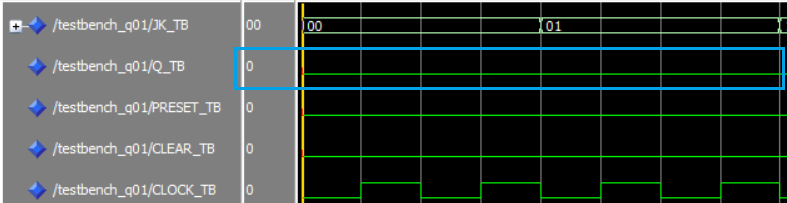 /testbench_q01/JK_TB 00 00 01
/testbench_q01/Q_TB 0
/testbench_q01/PRESET_TB 0
/testbench_q01/CLEAR_TB 0
/testbench_q01/CLOCK_TB 0